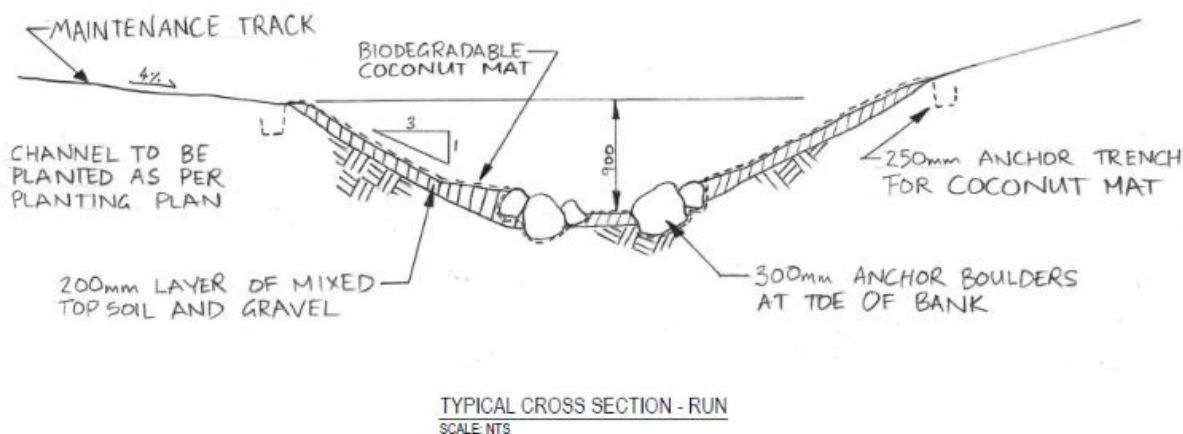 MAINTENANCE TRACK
4%
BIODEGRADABLE
COCONUT MAT
3
1
900
CHANNEL TO BE
PLANTED AS PER
PLANTING PLAN
250mm ANCHOR TRENCH
FOR COCONUT MAT
200mm LAYER OF MIXED
TOP SOIL AND GRAVEL
300mm ANCHOR BOULDERS
AT TOE OF BANK
TYPICAL CROSS SECTION - RUN
SCALE: NTS